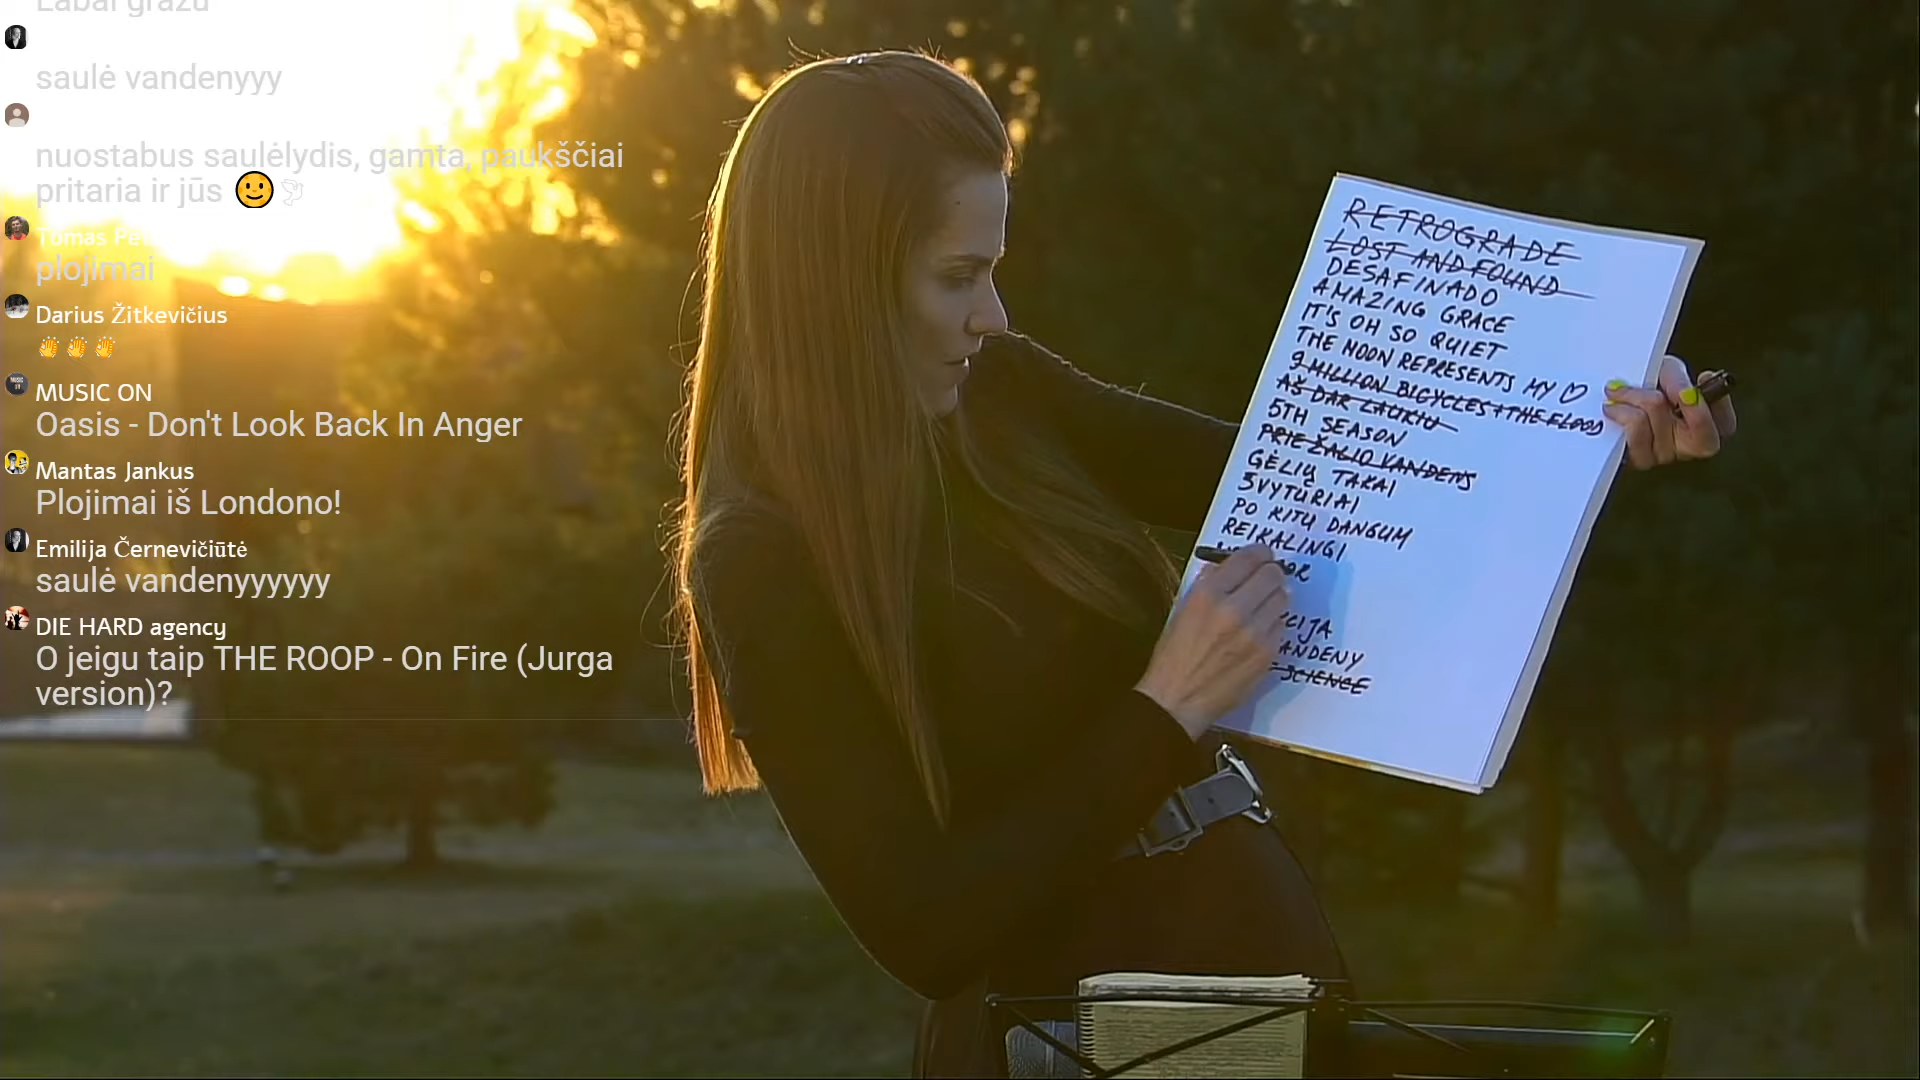 Labai gražu
saulė vandenyyy
nuostabus saulėlydis, gamta, paukščiai
pritaria ir jūs 🙂🕊
Tomas
plojimai
Darius Žitkevičius
👏👏👏
MUSIC ON
Oasis - Don't Look Back In Anger
Mantas Jankus
Plojimai iš Londono!
Emilija Černevičiūtė
saulė vandenyyyyyy
DIE HARD agency
O jeigu taip THE ROOP - On Fire (Jurga
version)?
RETROGRADE
LOST AND FOUND
DESAFINADO
AMAZING GRACE
IT'S OH SO QUIET
THE MOON REPRESENTS MY ♡
9 MILLION BICYCLES + THE FLOOD
AŠ DAR LAUKIU
5TH SEASON
PRIE ŽALIO VANDENS
GĖLIŲ TAKAI
ŠVYTURIAI
PO KITU DANGUM
REIKALINGI
SCIENCE